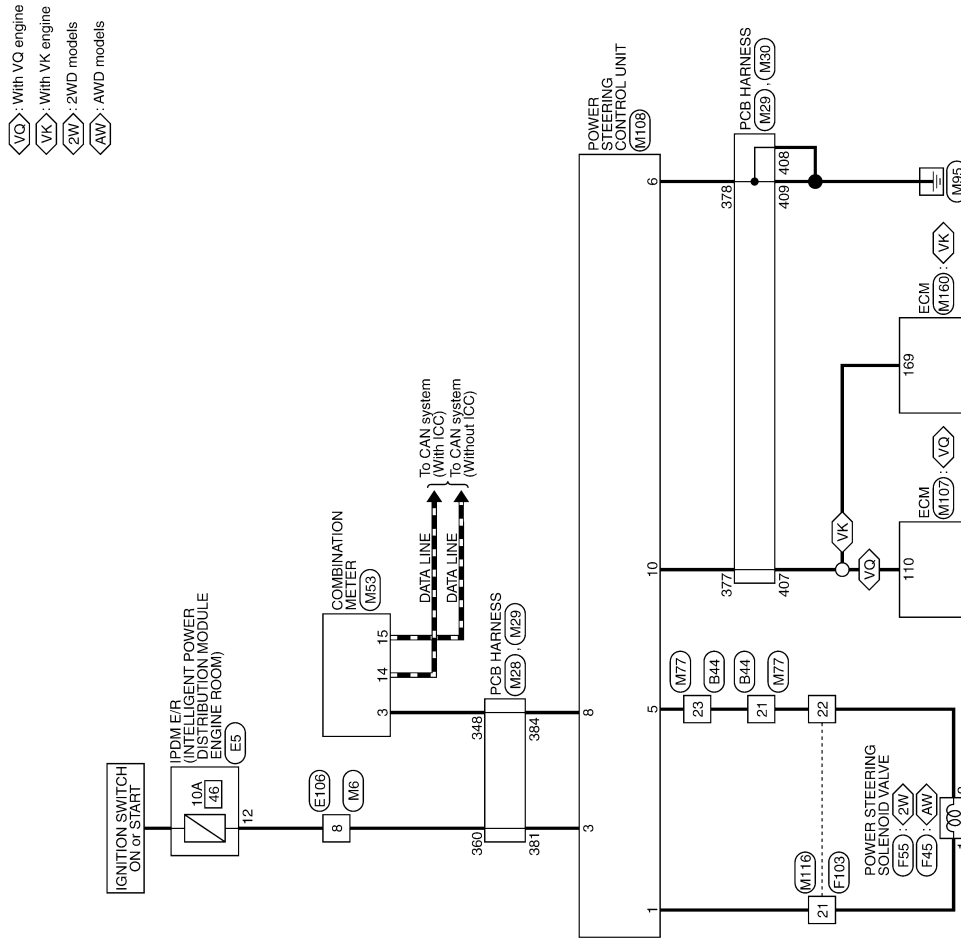 VQ : With VQ engine
VK : With VK engine
2W : 2WD models
AW : AWD models
IGNITION SWITCH
ON or START
IPDM E/R
(INTELLIGENT POWER
DISTRIBUTION MODULE
ENGINE ROOM)
E5
10A
46
12
E106
8
M6
360
381
3
COMBINATION
METER
M53
3
14
15
DATA LINE
DATA LINE
To CAN system
(With ICC)
To CAN system
(Without ICC)
PCB HARNESS
M28 , M29
348
384
8
POWER
STEERING
CONTROL UNIT
M108
1
5
10
6
M77
23
B44
B44
21
M77
22
M116
21
F103
POWER STEERING
SOLENOID VALVE
F55 : 2W
F45 : AW
377
407
PCB HARNESS
M29 , M30
378
409
408
VK
VQ
ECM
M107 : VQ
110
ECM
M160 : VK
169
M95